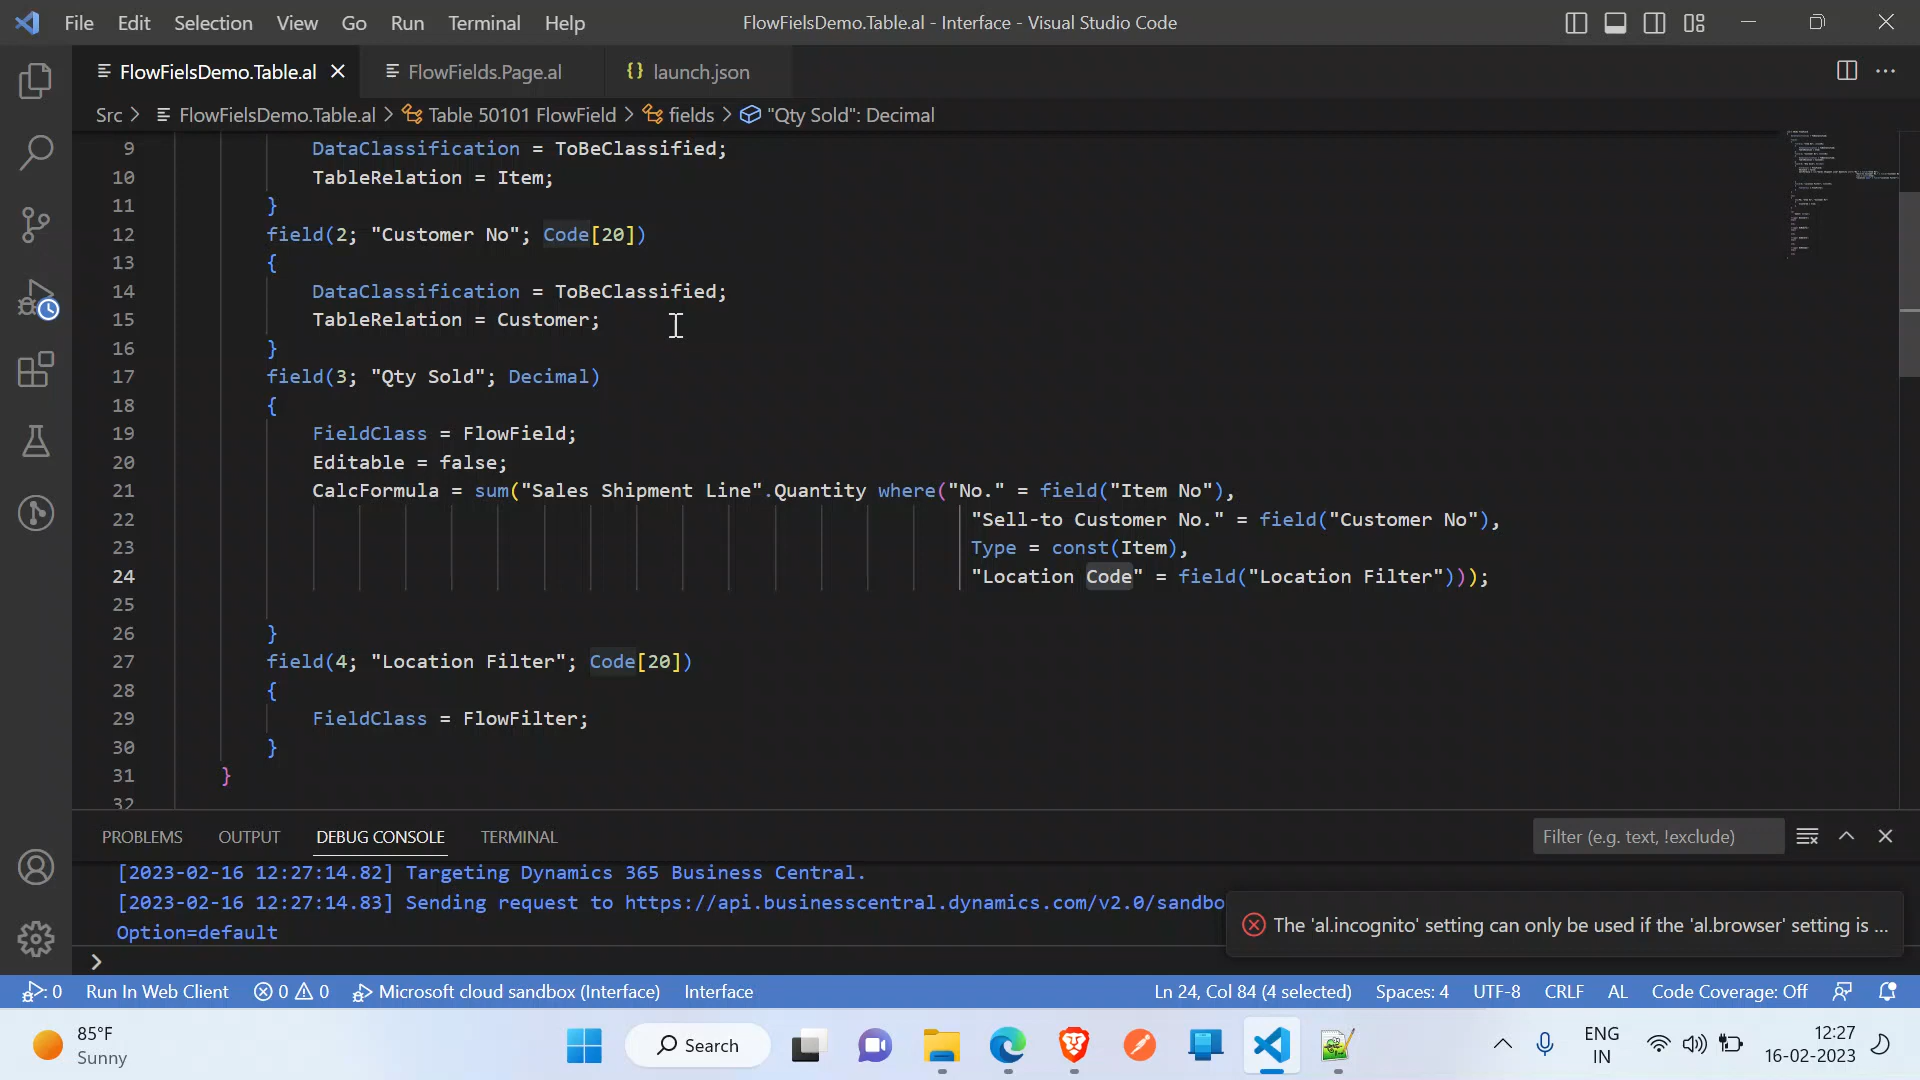 File Edit Selection View Go Run Terminal Help FlowFielsDemo.Table.al - Interface - Visual Studio Code
FlowFielsDemo.Table.al FlowFields.Page.al {} launch.json
Src > FlowFielsDemo.Table.al > Table 50101 FlowField > fields > "Qty Sold": Decimal
9 DataClassification = ToBeClassified;
10 TableRelation = Item;
11 }
12 field(2; "Customer No"; Code[20])
13 {
14 DataClassification = ToBeClassified;
15 TableRelation = Customer;
16 }
17 field(3; "Qty Sold"; Decimal)
18 {
19 FieldClass = FlowField;
20 Editable = false;
21 CalcFormula = sum("Sales Shipment Line".Quantity where("No." = field("Item No"),
22 "Sell-to Customer No." = field("Customer No"),
23 Type = const(Item),
24 "Location Code" = field("Location Filter")));
25
26 }
27 field(4; "Location Filter"; Code[20])
28 {
29 FieldClass = FlowFilter;
30 }
31 }
32
PROBLEMS OUTPUT DEBUG CONSOLE TERMINAL Filter (e.g. text, !exclude)
[2023-02-16 12:27:14.82] Targeting Dynamics 365 Business Central.
[2023-02-16 12:27:14.83] Sending request to https://api.businesscentral.dynamics.com/v2.0/sandbo
Option=default
The 'al.incognito' setting can only be used if the 'al.browser' setting is ...
>
: 0 Run In Web Client 0 0 Microsoft cloud sandbox (Interface) Interface Ln 24, Col 84 (4 selected) Spaces: 4 UTF-8 CRLF AL Code Coverage: Off
85°F
Sunny
Search
ENG
IN
12:27
16-02-2023